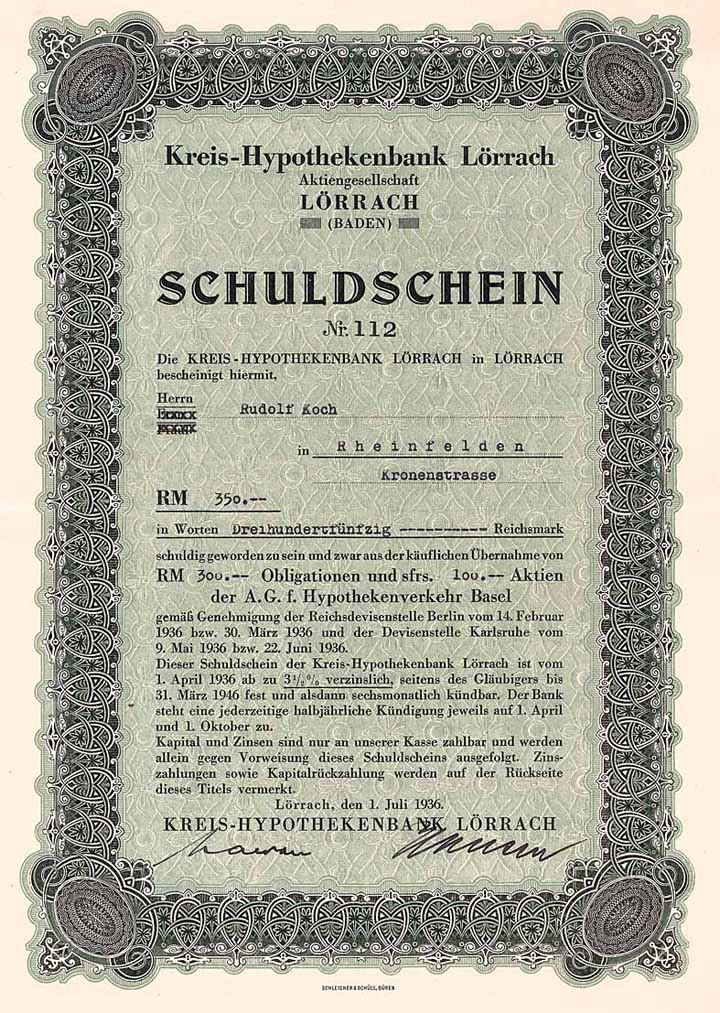 Kreis-Hypothekenbank Lörrach
Aktiengesellschaft
LÖRRACH
(BADEN)
SCHULDSCHEIN
Nr. 112
Die KREIS-HYPOTHEKENBANK LÖRRACH in LÖRRACH
bescheinigt hiermit,
Herrn
Rudolf Koch
in Rheinfelden
Kronenstrasse
RM 350.--
in Worten Dreihundertfünfzig ---------- Reichsmark
schuldig geworden zu sein und zwar aus der käuflichen Übernahme von
RM 300.-- Obligationen und sfrs. 100.-- Aktien
der A.G. f. Hypothekenverkehr Basel
gemäß Genehmigung der Reichsdevisenstelle Berlin vom 14. Februar
1936 bzw. 30. März 1936 und der Devisenstelle Karlsruhe vom
9. Mai 1936 bzw. 22. Juni 1936.
Dieser Schuldschein der Kreis-Hypothekenbank Lörrach ist vom
1. April 1936 ab zu 3½% verzinslich, seitens des Gläubigers bis
31. März 1946 fest und alsdann sechsmonatlich kündbar. Der Bank
steht eine jederzeitige halbjährliche Kündigung jeweils auf 1. April
und 1. Oktober zu.
Kapital und Zinsen sind nur an unserer Kasse zahlbar und werden
allein gegen Vorweisung dieses Schuldscheins ausgefolgt. Zins-
zahlungen sowie Kapitalrückzahlung werden auf der Rückseite
dieses Titels vermerkt.
Lörrach, den 1. Juli 1936.
KREIS-HYPOTHEKENBANK LÖRRACH
SCHLEICHER & SCHÜLL, DÜREN